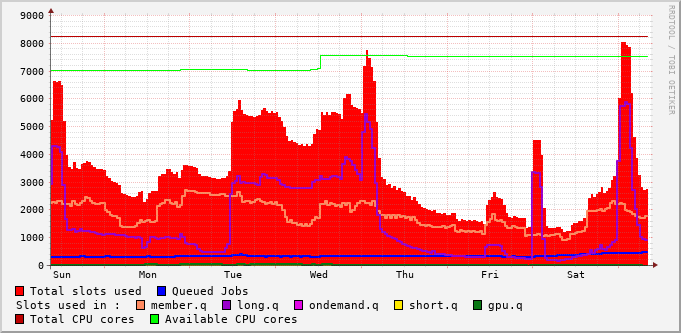 9000
8000
7000
6000
5000
4000
3000
2000
1000
0
Sun Mon Tue Wed Thu Fri Sat
RRDTOOL / TOBI OETIKER
Total slots used Queued Jobs
Slots used in : member.q long.q ondemand.q short.q gpu.q
Total CPU cores Available CPU cores